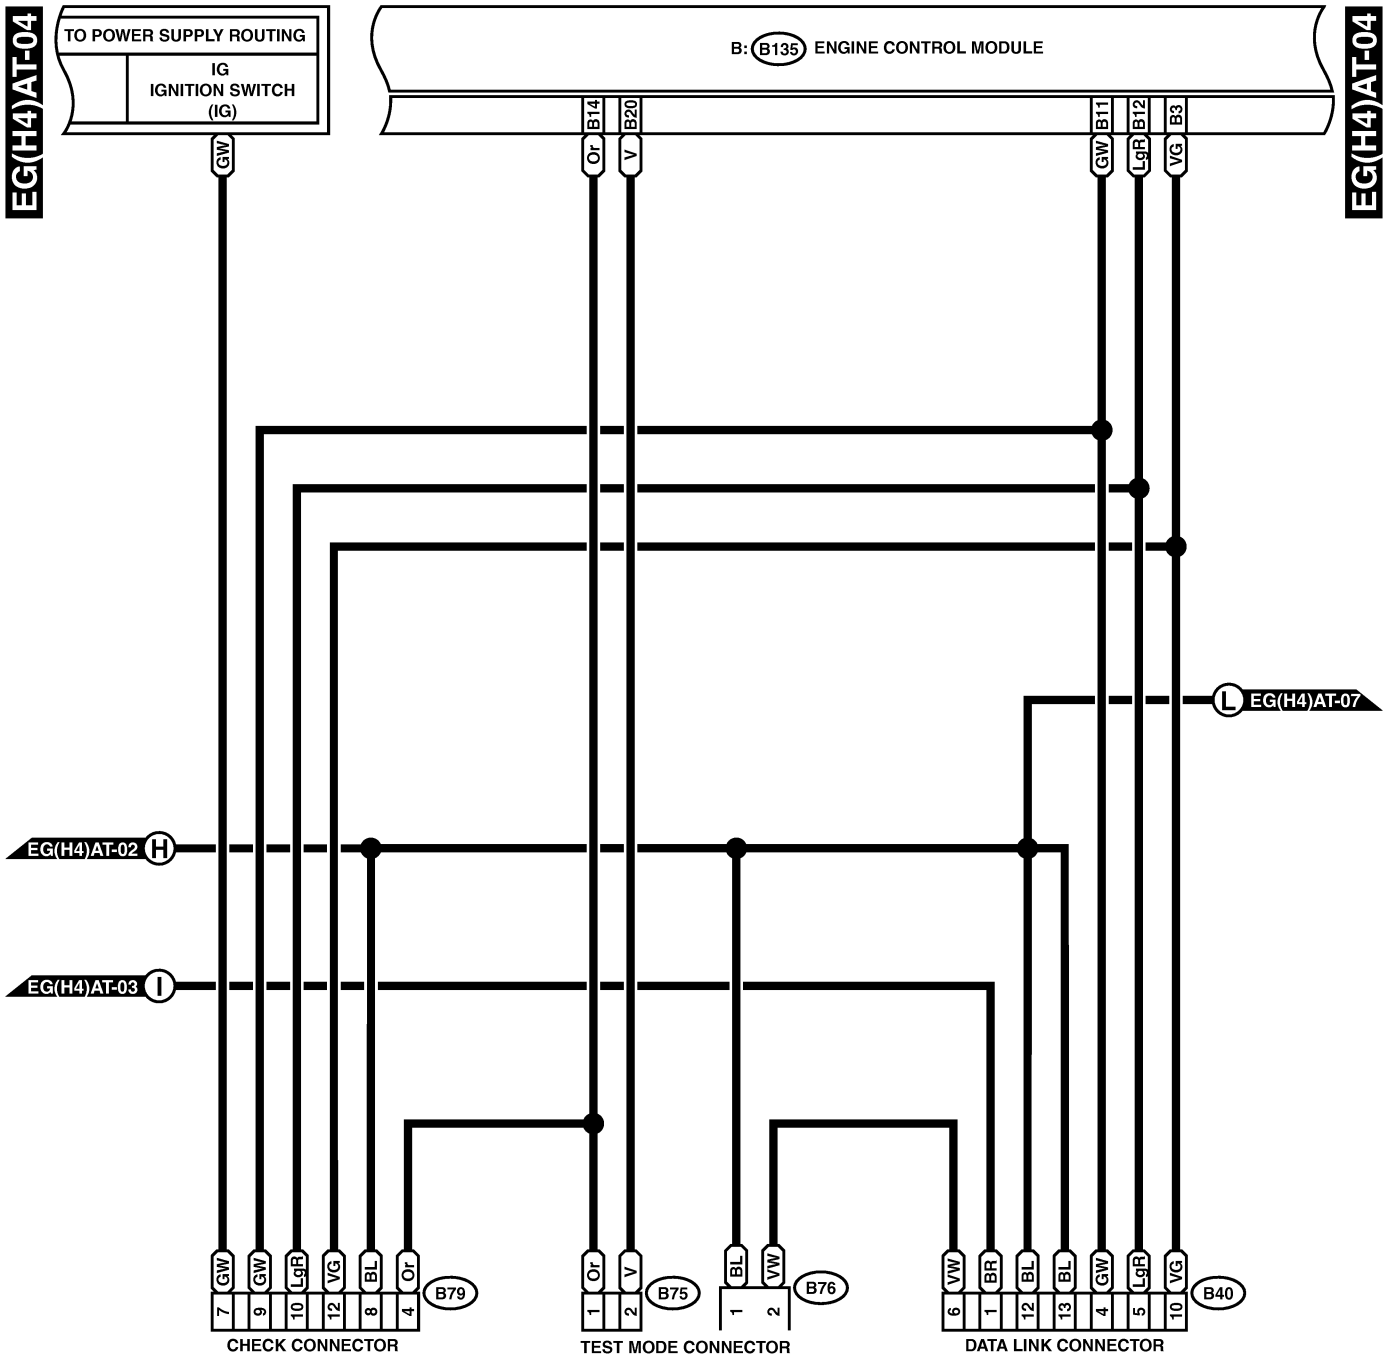 EG(H4)AT-04
TO POWER SUPPLY ROUTING
IG
IGNITION SWITCH
(IG)
B: B135 ENGINE CONTROL MODULE
EG(H4)AT-04
B14 B20 B11 B12 B3
GW Or V GW LgR VG
L EG(H4)AT-07
EG(H4)AT-02 H
EG(H4)AT-03 I
GW GW LgR VG BL Or Or V BL VW VW BR BL BL GW LgR VG
7 9 10 12 8 4 B79 1 2 B75 1 2 B76 6 1 12 13 4 5 10 B40
CHECK CONNECTOR TEST MODE CONNECTOR DATA LINK CONNECTOR